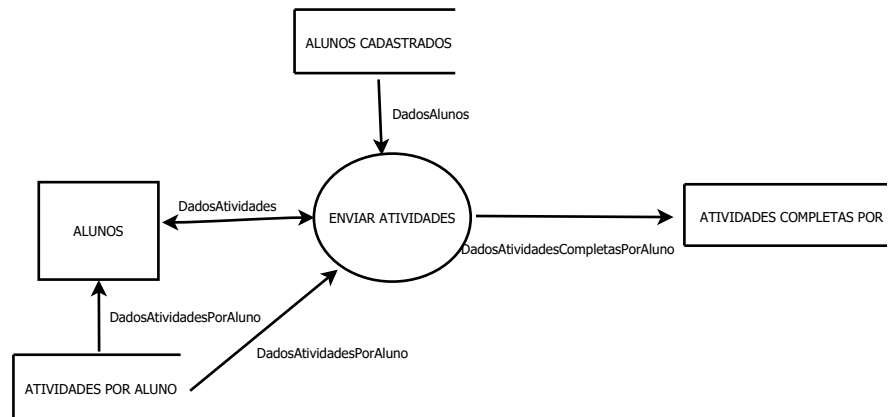 ALUNOS CADASTRADOS
DadosAlunos
DadosAtividades
ENVIAR ATIVIDADES
ALUNOS
ATIVIDADES COMPLETAS POR
DadosAtividadesCompletasPorAluno
DadosAtividadesPorAluno
DadosAtividadesPorAluno
ATIVIDADES POR ALUNO